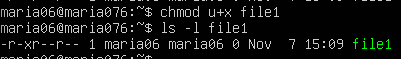 maria06@maria076:~$ chmod u+x file1
maria06@maria076:~$ ls -l file1
-r-xr--r-- 1 maria06 maria06 0 Nov  7 15:09 file1